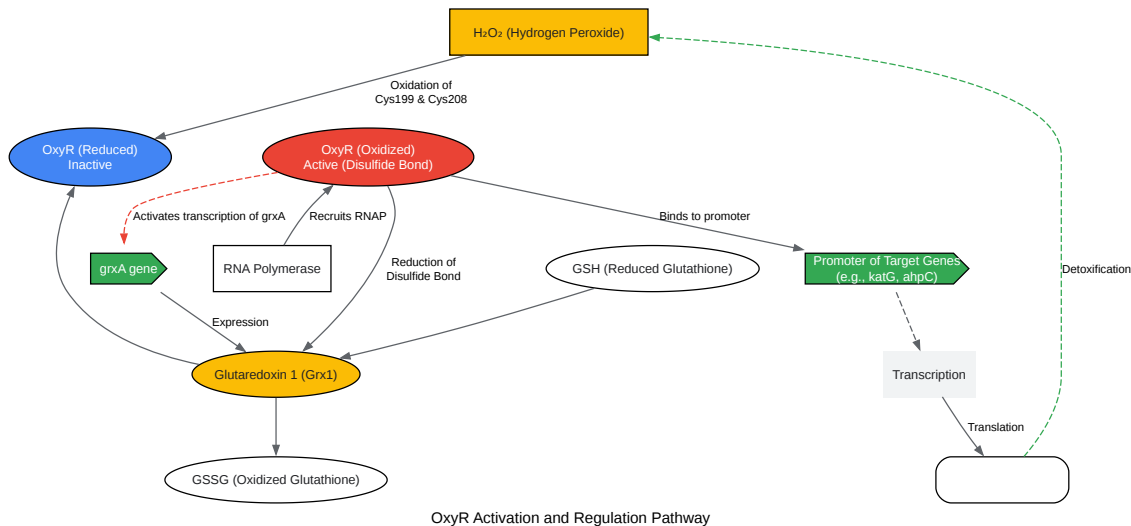 H₂O₂ (Hydrogen Peroxide)
Oxidation of
Cys199 & Cys208
OxyR (Reduced)
Inactive
OxyR (Oxidized)
Active (Disulfide Bond)
Activates transcription of grxA
Recruits RNAP
Binds to promoter
grxA gene
RNA Polymerase
Reduction of
Disulfide Bond
GSH (Reduced Glutathione)
Promoter of Target Genes
(e.g., katG, ahpC)
Detoxification
Expression
Glutaredoxin 1 (Grx1)
Transcription
Translation
GSSG (Oxidized Glutathione)
OxyR Activation and Regulation Pathway